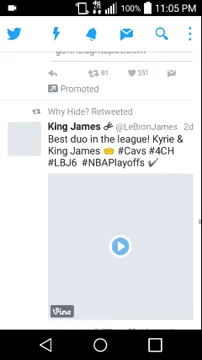 100% 11:05 PM
81 351
Promoted
Why Hide? Retweeted
King James @LeBronJames 2d
Best duo in the league! Kyrie &
King James 👑 #Cavs #4CH
#LBJ6 #NBAPlayoffs ✔
Vine